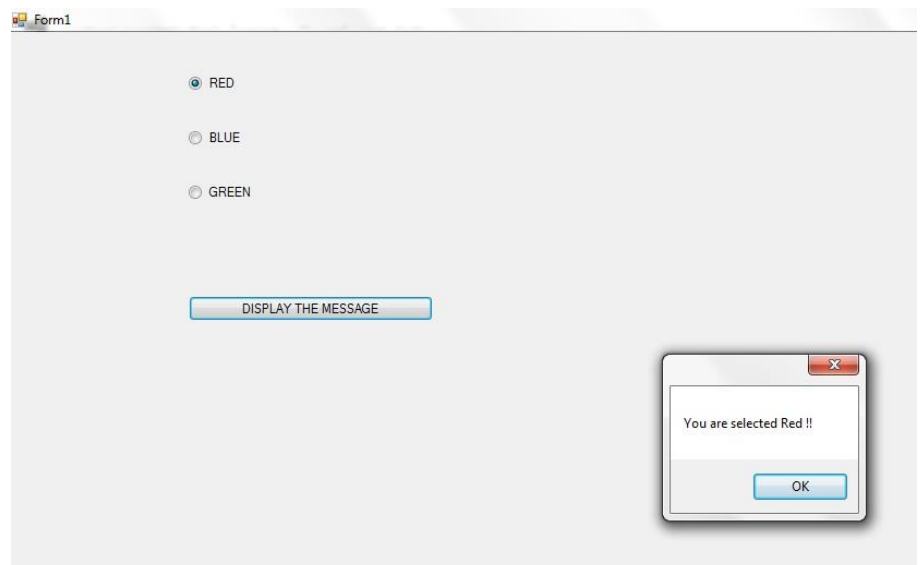 Form1
RED
BLUE
GREEN
DISPLAY THE MESSAGE
You are selected Red !!
OK